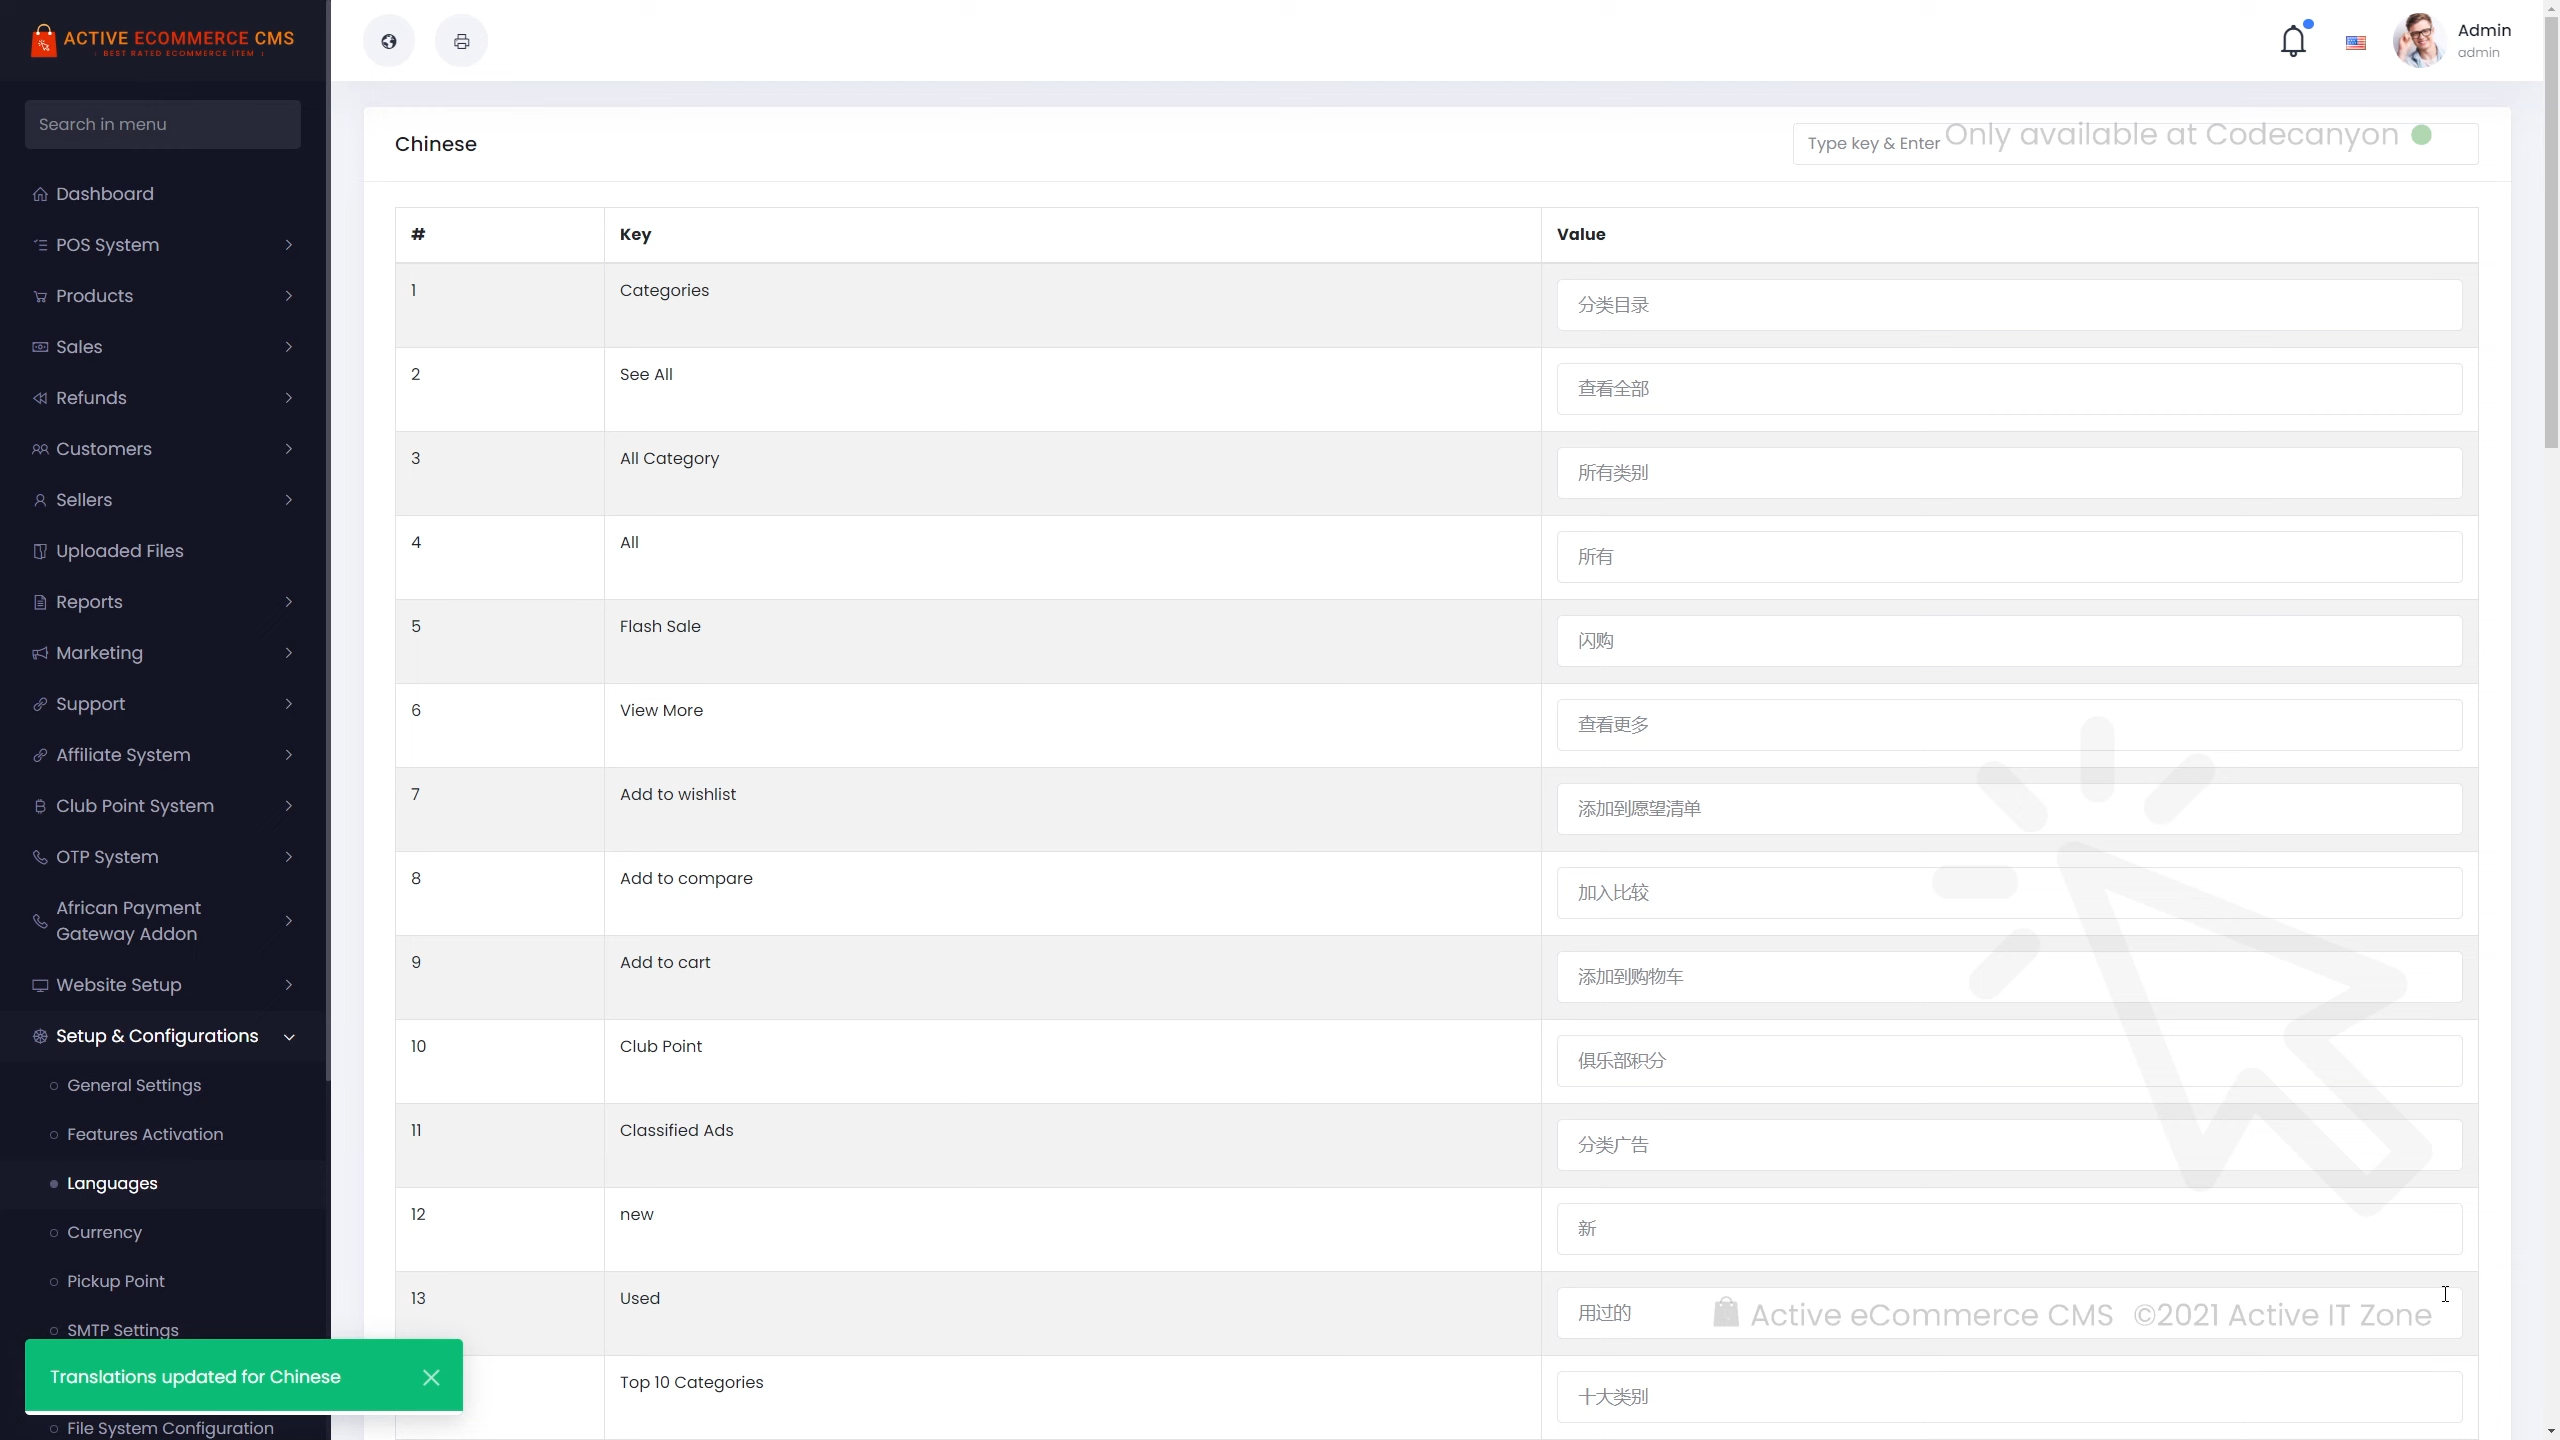 ACTIVE ECOMMERCE CMS
BEST RATED ECOMMERCE ITEM
Admin
admin
Search in menu
Dashboard
POS System
Products
Sales
Refunds
Customers
Sellers
Uploaded Files
Reports
Marketing
Support
Affiliate System
Club Point System
OTP System
African Payment
Gateway Addon
Website Setup
Setup & Configurations
General Settings
Features Activation
Languages
Currency
Pickup Point
SMTP Settings
File System Configuration
Translations updated for Chinese
Chinese
Type key & Enter
Only available at Codecanyon
# Key Value
1 Categories 分类目录
2 See All 查看全部
3 All Category 所有类别
4 All 所有
5 Flash Sale 闪购
6 View More 查看更多
7 Add to wishlist 添加到愿望清单
8 Add to compare 加入比较
9 Add to cart 添加到购物车
10 Club Point 俱乐部积分
11 Classified Ads 分类广告
12 new 新
13 Used 用过的
Active eCommerce CMS ©2021 Active IT Zone
Top 10 Categories 十大类别